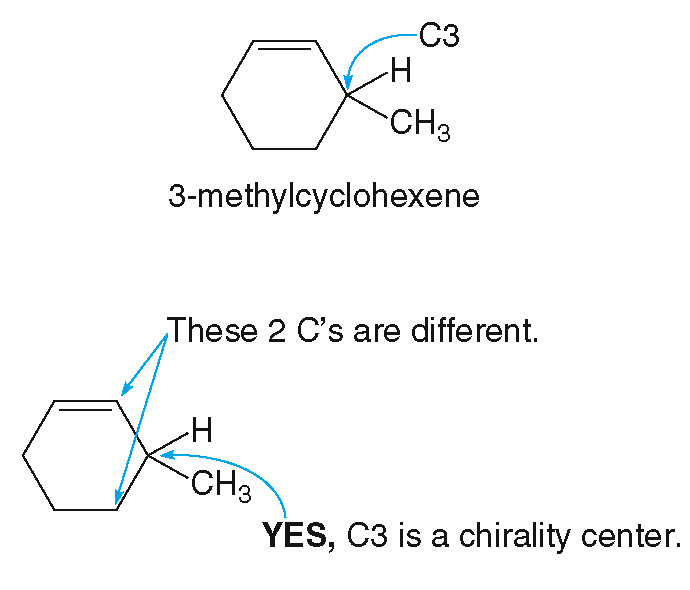 C3
H
CH₃
3-methylcyclohexene
These 2 C's are different.
H
CH₃
YES, C3 is a chirality center.